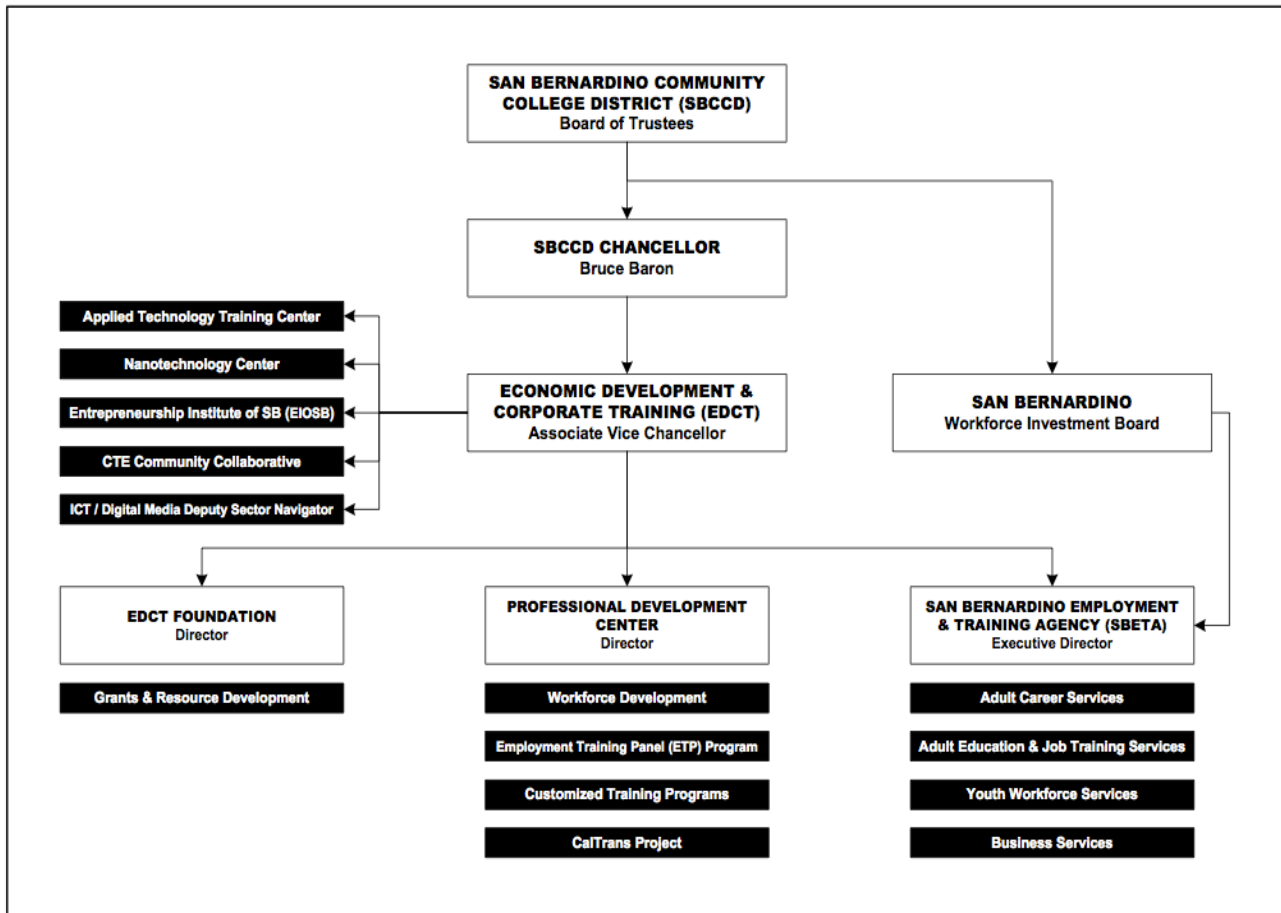 SAN BERNARDINO COMMUNITY
COLLEGE DISTRICT (SBCCD)
Board of Trustees
SBCCD CHANCELLOR
Bruce Baron
Applied Technology Training Center
Nanotechnology Center
Entrepreneurship Institute of SB (EIOSB)
CTE Community Collaborative
ICT / Digital Media Deputy Sector Navigator
ECONOMIC DEVELOPMENT &
CORPORATE TRAINING (EDCT)
Associate Vice Chancellor
SAN BERNARDINO
Workforce Investment Board
EDCT FOUNDATION
Director
Grants & Resource Development
PROFESSIONAL DEVELOPMENT
CENTER
Director
Workforce Development
Employment Training Panel (ETP) Program
Customized Training Programs
CalTrans Project
SAN BERNARDINO EMPLOYMENT
& TRAINING AGENCY (SBETA)
Executive Director
Adult Career Services
Adult Education & Job Training Services
Youth Workforce Services
Business Services